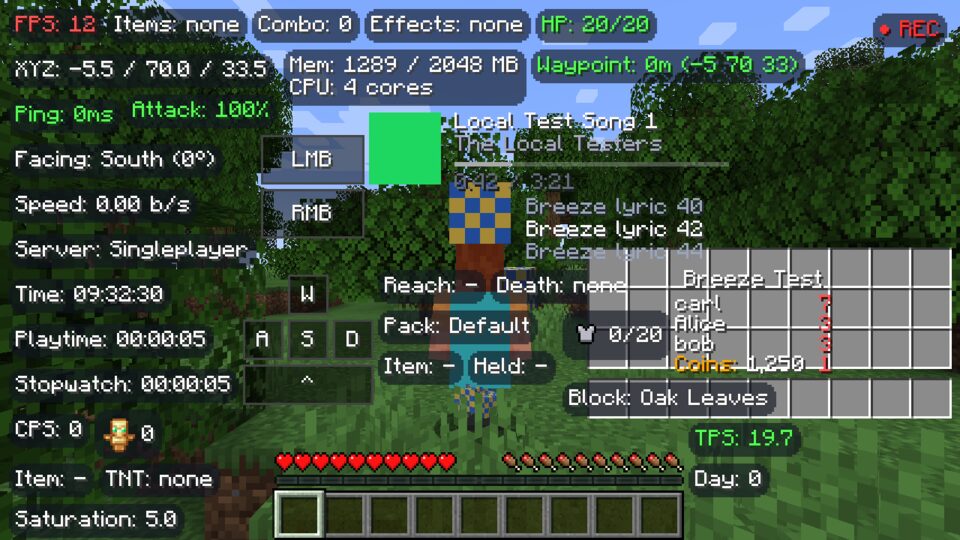 FPS: 12 Items: none Combo: 0 Effects: none HP: 20/20
• REC
XYZ: -5.5 / 70.0 / 33.5
Mem: 1289 / 2048 MB
CPU: 4 cores
Waypoint: 0m (-5 70 33)
Ping: 0ms Attack: 100%
Local Test Song 1
The Local Testers
0:42 3:21
Facing: South (0°)
LMB
Speed: 0.00 b/s
RMB
Breeze lyric 40
Breeze lyric 42
Breeze lyric 44
Server: Singleplayer
Time: 09:32:30
W
Reach: - Death: none
Breeze Test
carl 7
Alice 3
bob 3
Coins: 1,250 1
Playtime: 00:00:05
A S D
Pack: Default
0/20
Stopwatch: 00:00:05
^
Item: - Held: -
Block: Oak Leaves
CPS: 0
0
TPS: 19.7
Item: - TNT: none
Day: 0
Saturation: 5.0